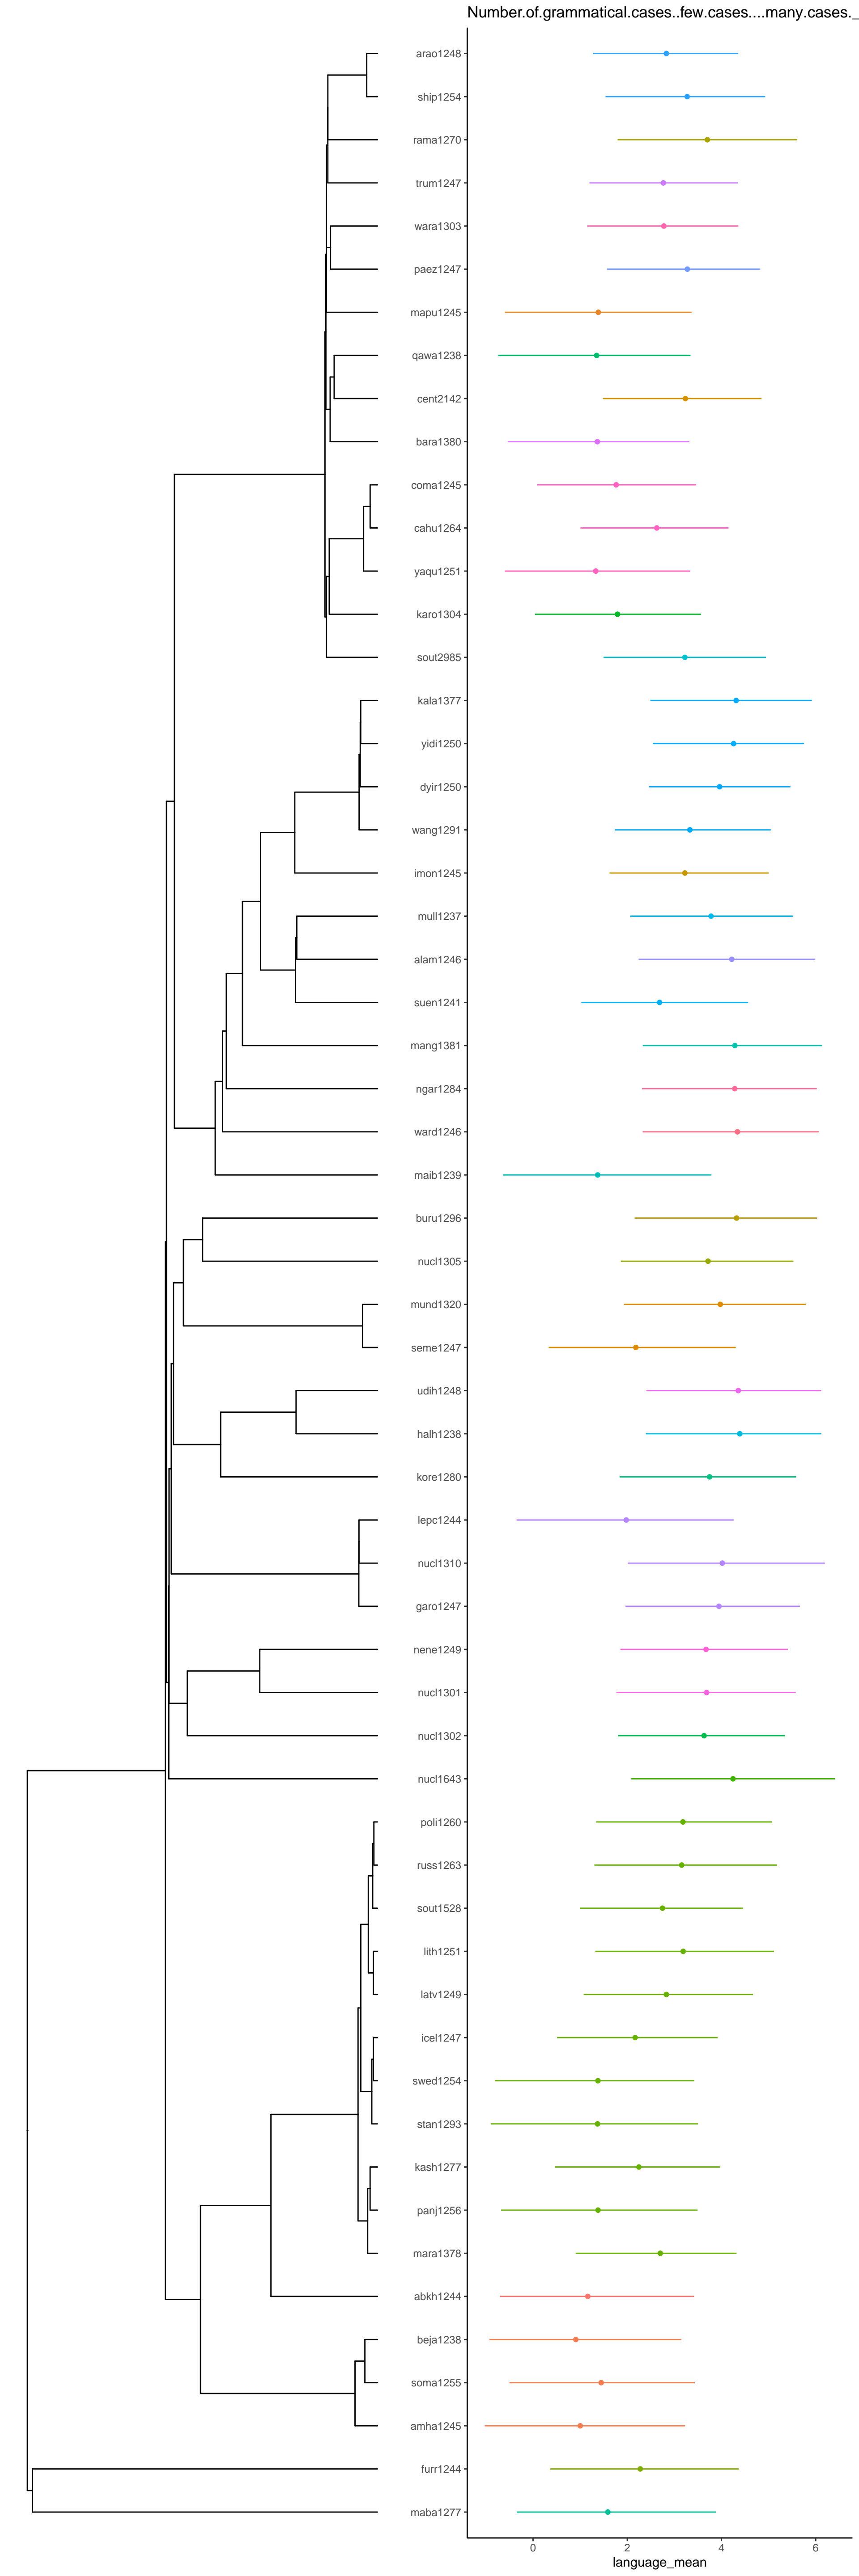 Number.of.grammatical.cases..few.cases....many.cases._
arao1248
ship1254
rama1270
trum1247
wara1303
paez1247
mapu1245
qawa1238
cent2142
bara1380
coma1245
cahu1264
yaqu1251
karo1304
sout2985
kala1377
yidi1250
dyir1250
wang1291
imon1245
mull1237
alam1246
suen1241
mang1381
ngar1284
ward1246
maib1239
buru1296
nucl1305
mund1320
seme1247
udih1248
halh1238
kore1280
lepc1244
nucl1310
garo1247
nene1249
nucl1301
nucl1302
nucl1643
poli1260
russ1263
sout1528
lith1251
latv1249
icel1247
swed1254
stan1293
kash1277
panj1256
mara1378
abkh1244
beja1238
soma1255
amha1245
furr1244
maba1277
0 2 4 6
language_mean